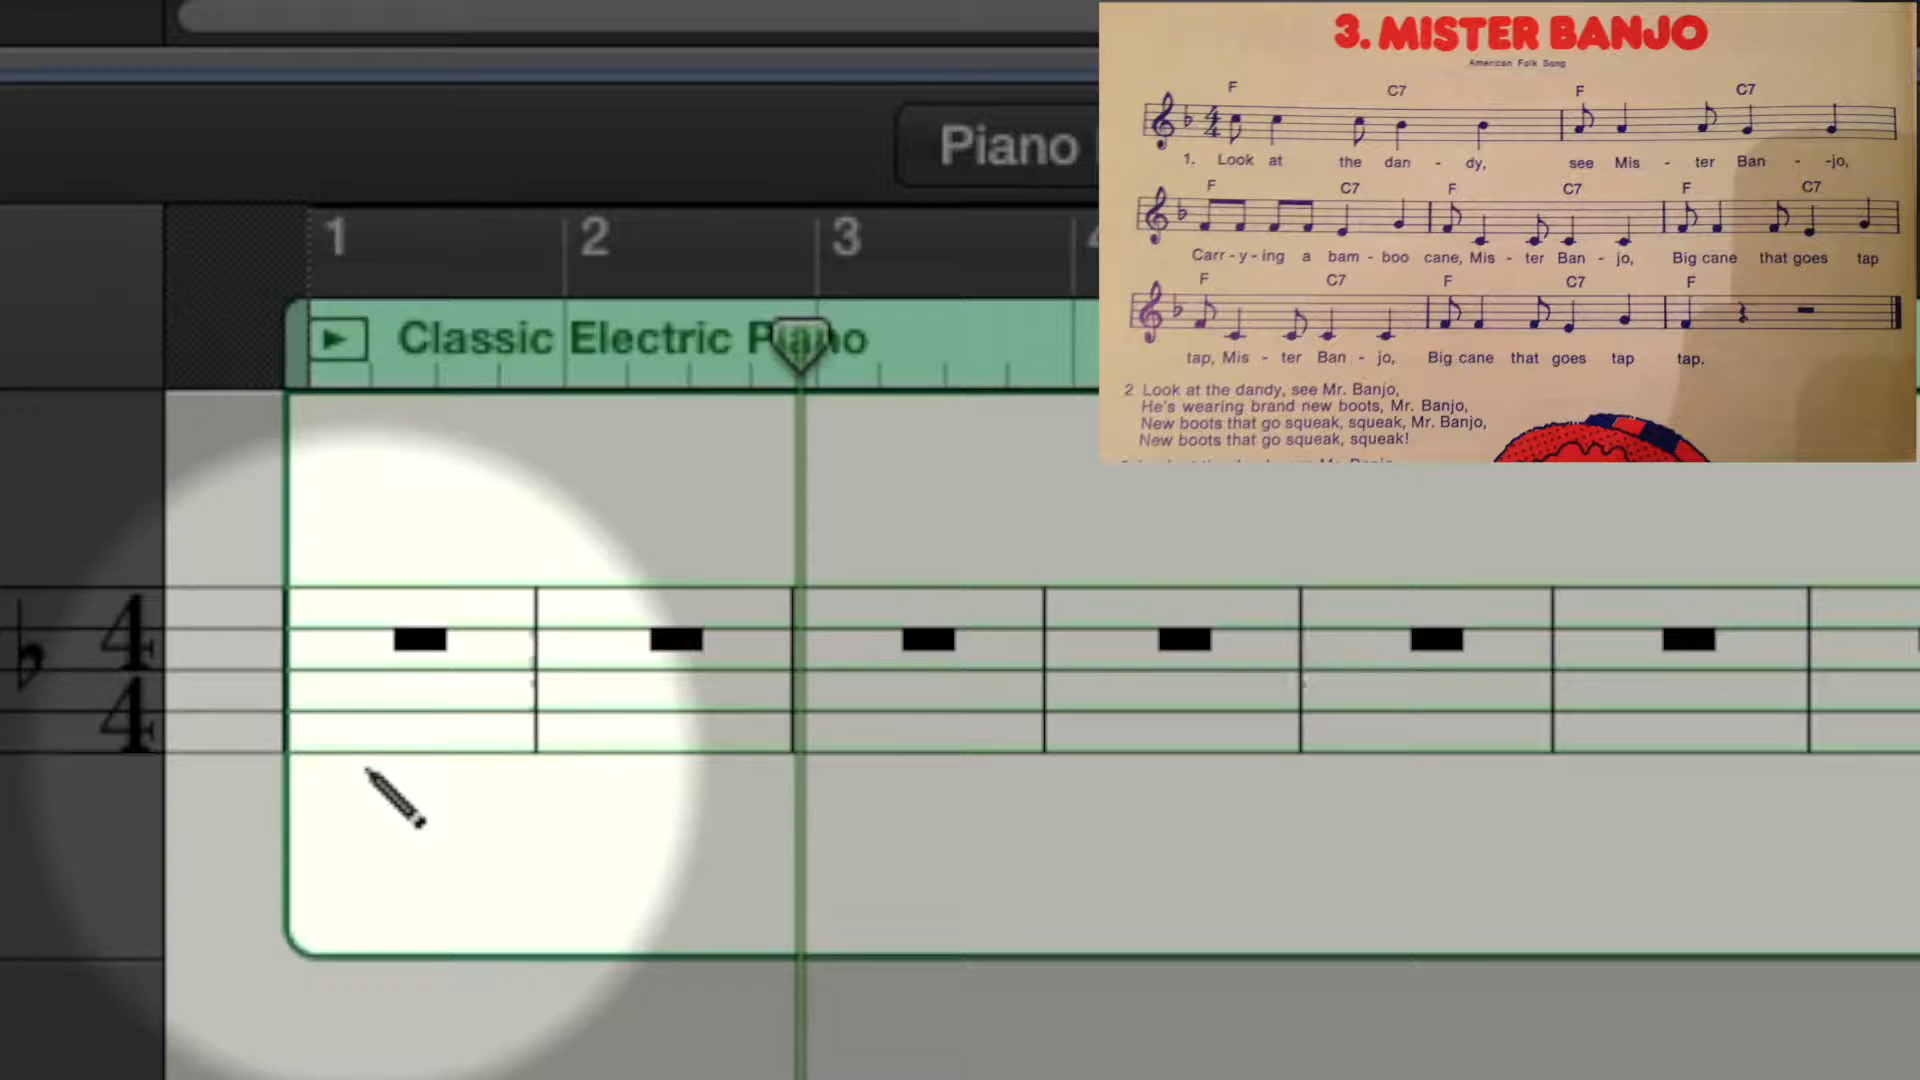 3. MISTER BANJO
American Folk Song
Piano
F C7 F C7
1. Look at the dan - dy, see Mis - ter Ban - -jo,
1 2 3 4
F C7 F C7 F C7
Carr - y - ing a bam - boo cane, Mis - ter Ban - jo, Big cane that goes tap
F C7 F C7 F
Classic Electric Piano
tap, Mis - ter Ban - jo, Big cane that goes tap tap.
2 Look at the dandy, see Mr. Banjo,
He's wearing brand new boots, Mr. Banjo,
New boots that go squeak, squeak, Mr. Banjo,
New boots that go squeak, squeak!
4
4